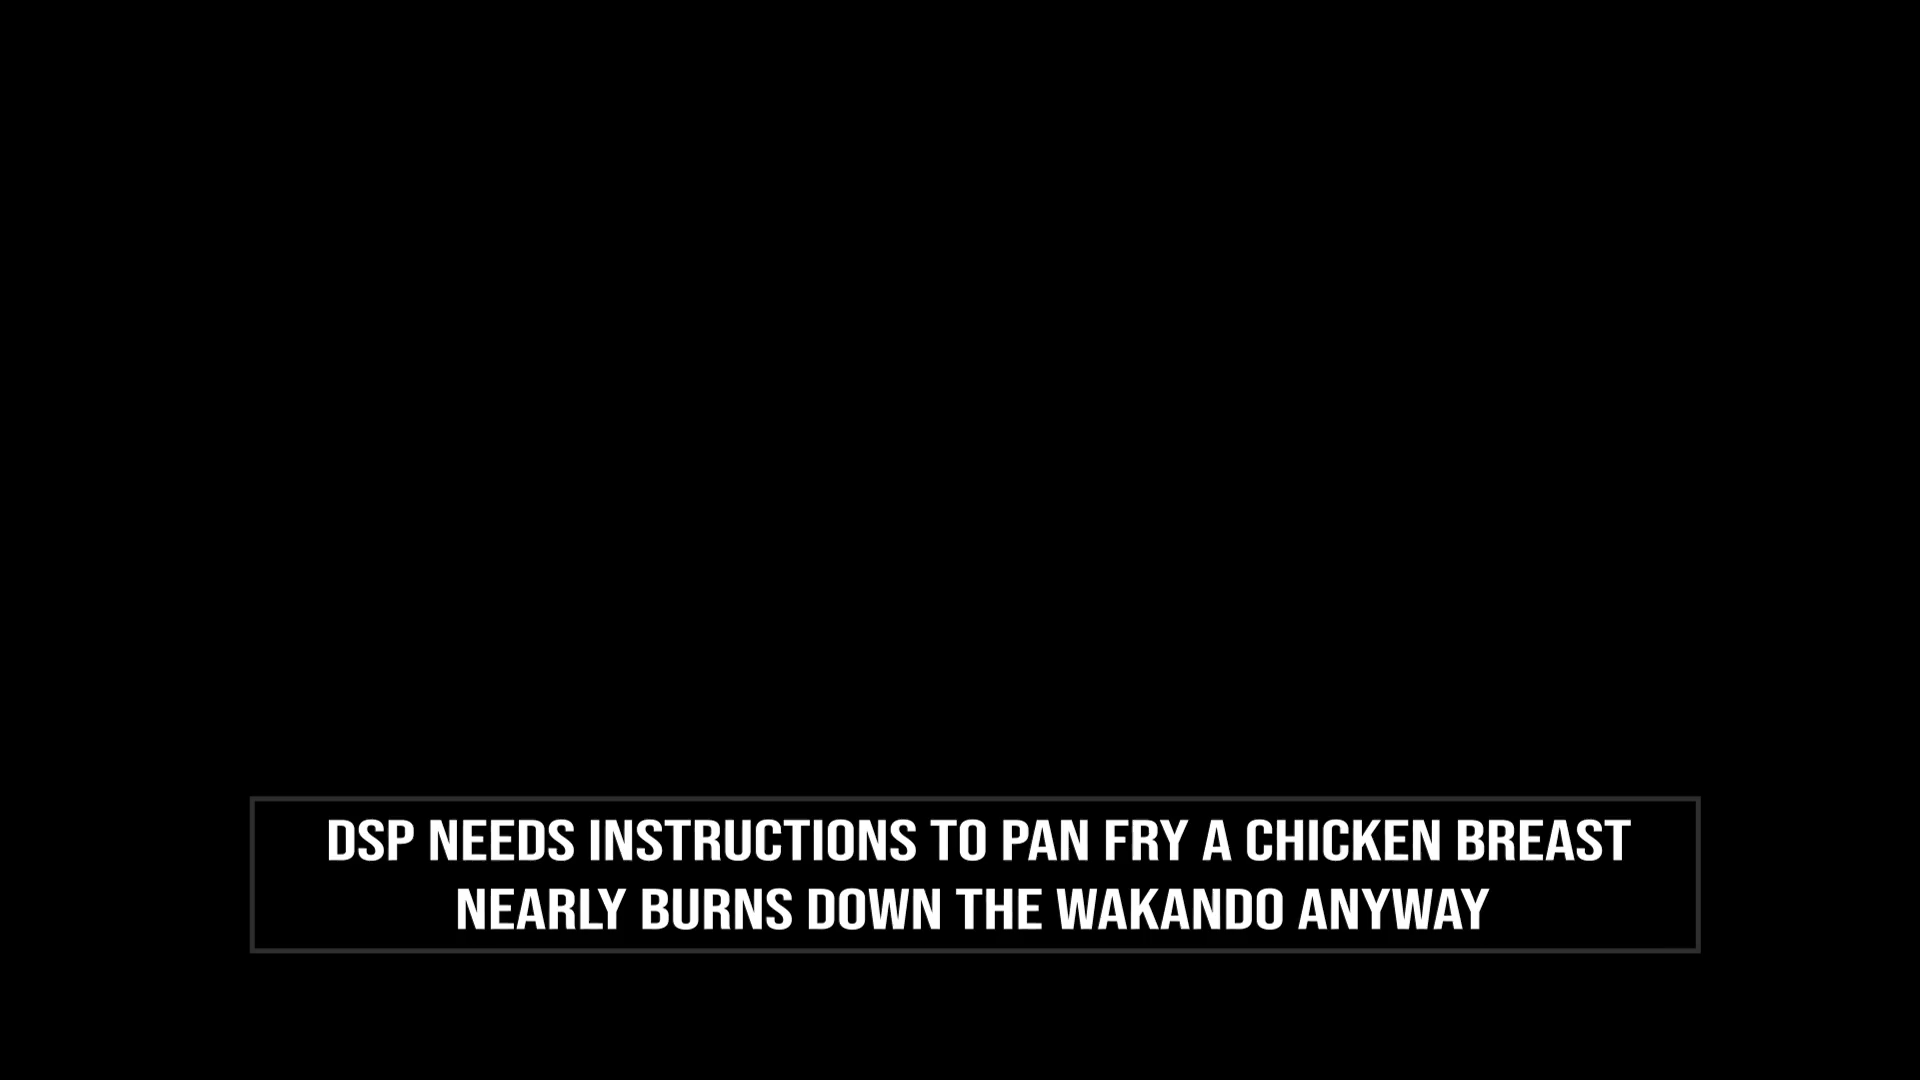 DSP NEEDS INSTRUCTIONS TO PAN FRY A CHICKEN BREAST
NEARLY BURNS DOWN THE WAKANDO ANYWAY